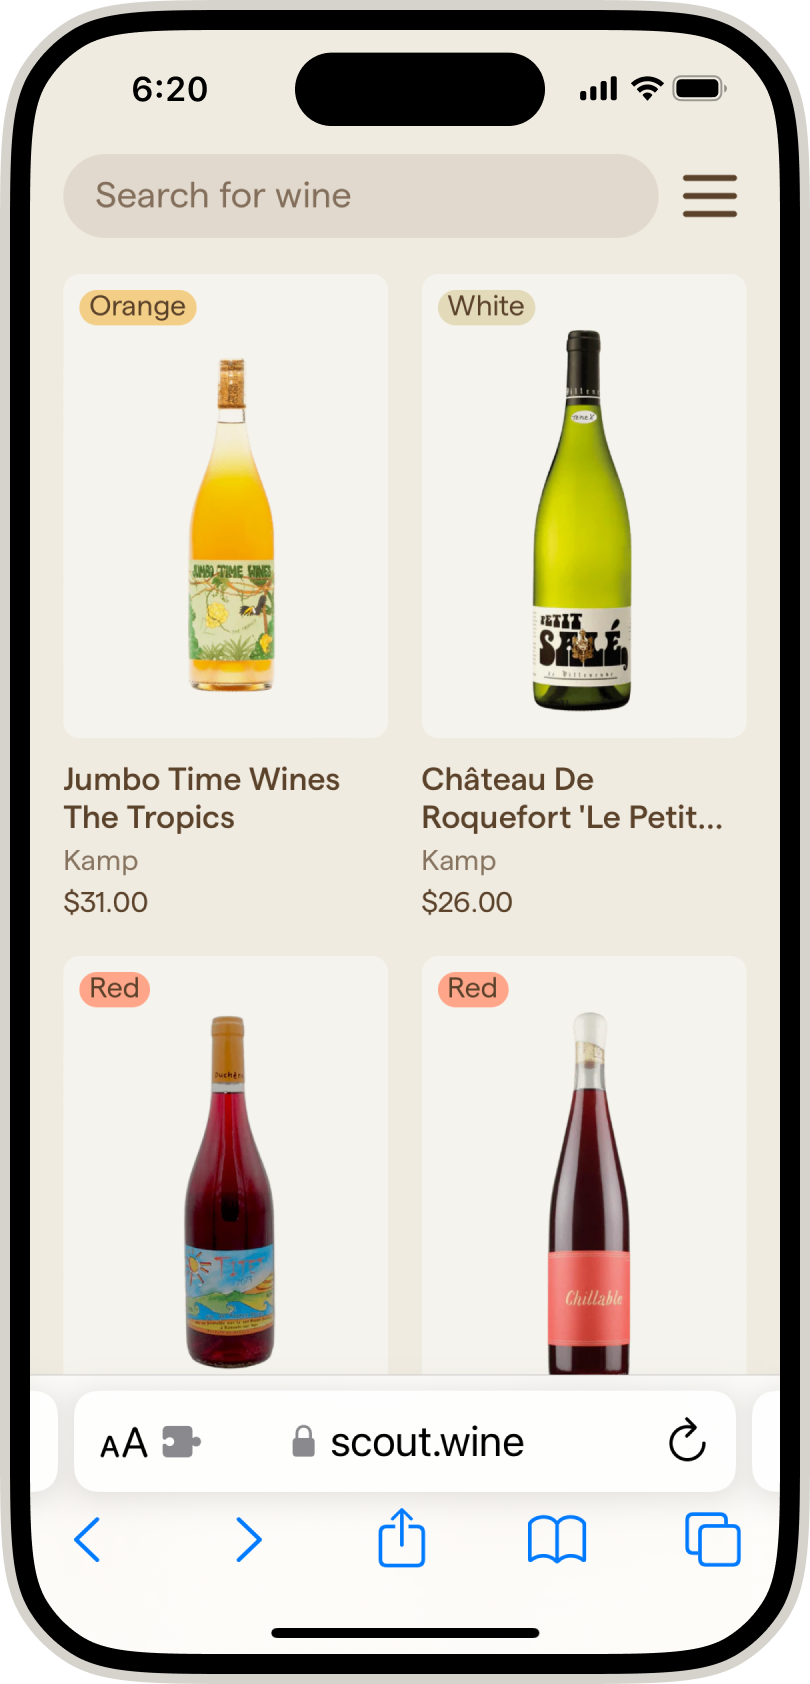 6:20
Search for wine
Orange
White
JUMBO TIME WINES
PETIT
SALÉ
Jumbo Time Wines
The Tropics
Kamp
$31.00
Château De
Roquefort 'Le Petit...
Kamp
$26.00
Red
Red
Chillable
AA
scout.wine